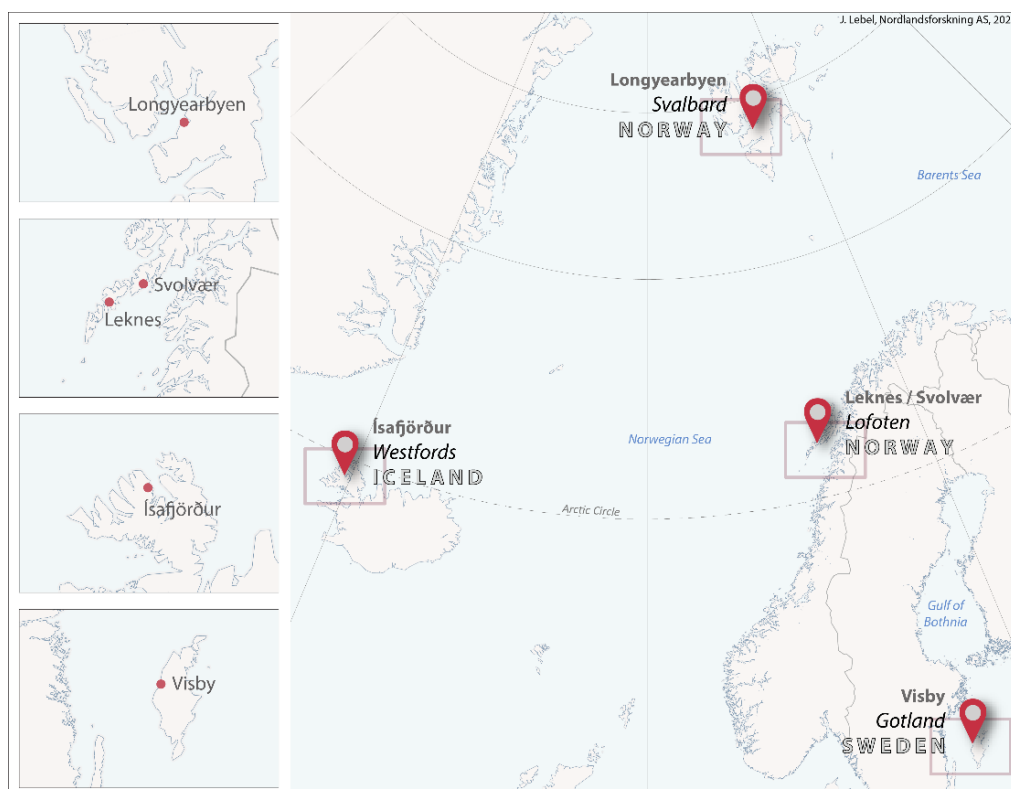 J. Lebel, Nordlandsforskning AS, 202
Longyearbyen
Svolvær
Leknes
Ísafjörður
Visby
Longyearbyen
Svalbard
NORWAY
Barents Sea
Leknes / Svolvær
Lofoten
NORWAY
Ísafjörður
Westfords
ICELAND
Norwegian Sea
Arctic Circle
Gulf of
Bothnia
Visby
Gotland
SWEDEN